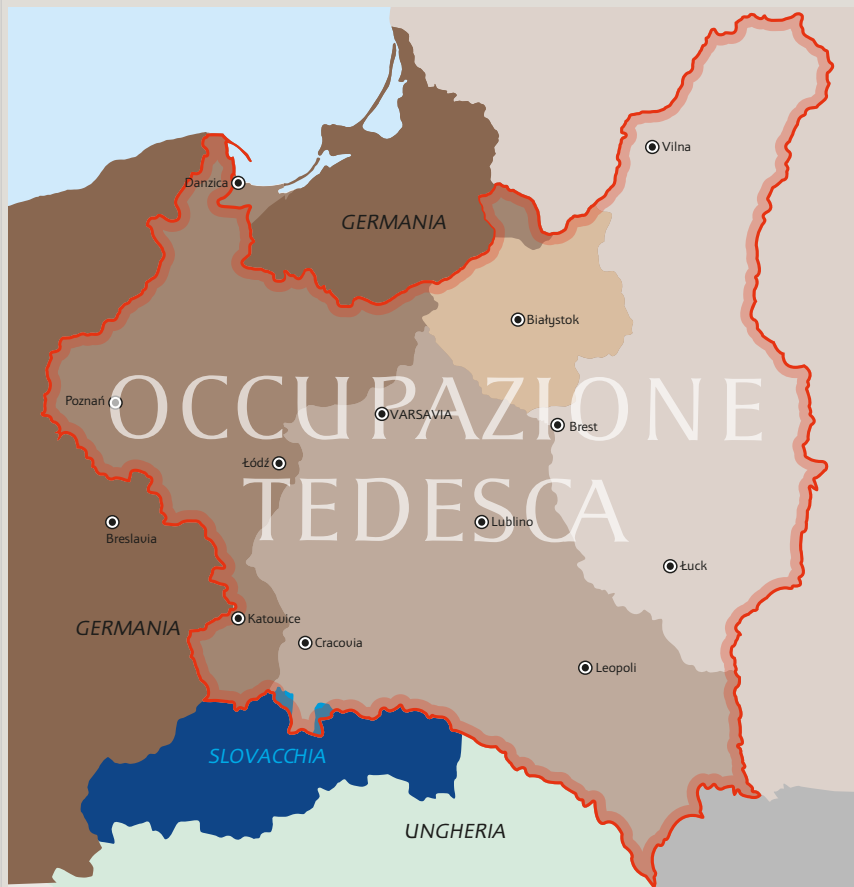 Vilna
Danzica
GERMANIA
Białystok
OCCUPAZIONE
TEDESCA
Poznań
VARSAVIA
Brest
Łódź
Lublino
Breslavia
Łuck
GERMANIA
Katowice
Cracovia
Leopoli
SLOVACCHIA
UNGHERIA